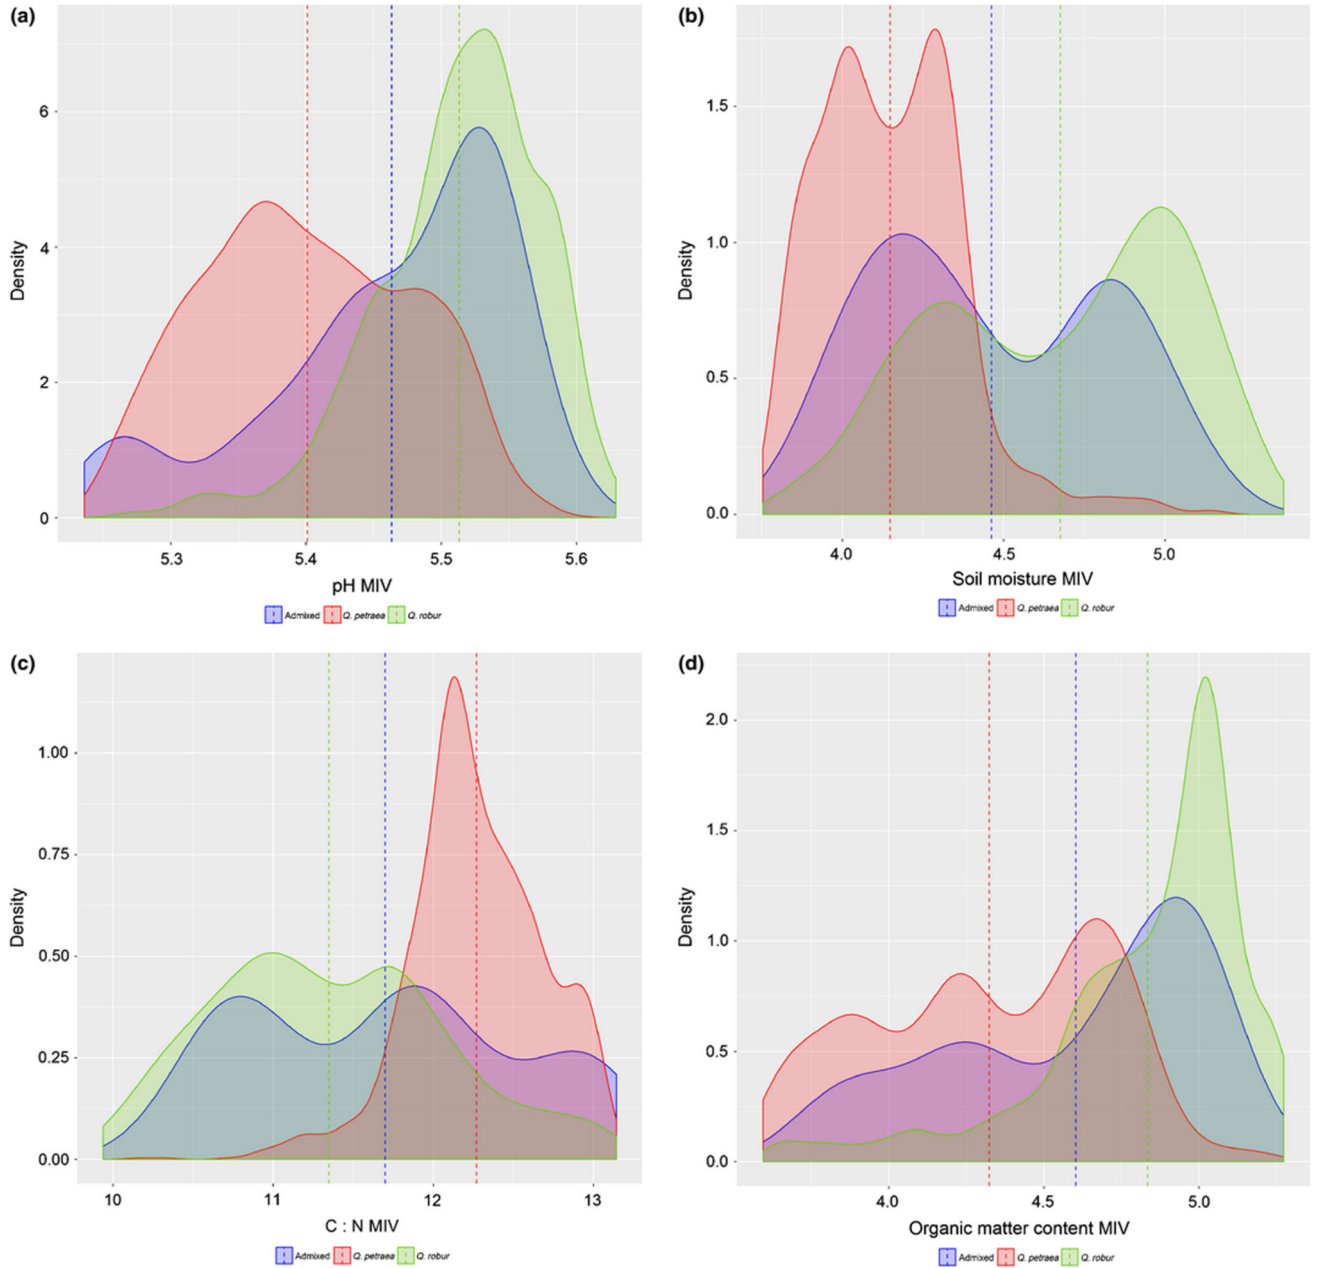 (a)
6
4
2
0
Density
5.3 5.4 5.5 5.6
pH MIV
Admixed Q. petraea Q. robur
(b)
1.5
1.0
0.5
0.0
Density
4.0 4.5 5.0
Soil moisture MIV
Admixed Q. petraea Q. robur
(c)
1.00
0.75
0.50
0.25
0.00
Density
10 11 12 13
C : N MIV
Admixed Q. petraea Q. robur
(d)
2.0
1.5
1.0
0.5
0.0
Density
4.0 4.5 5.0
Organic matter content MIV
Admixed Q. petraea Q. robur